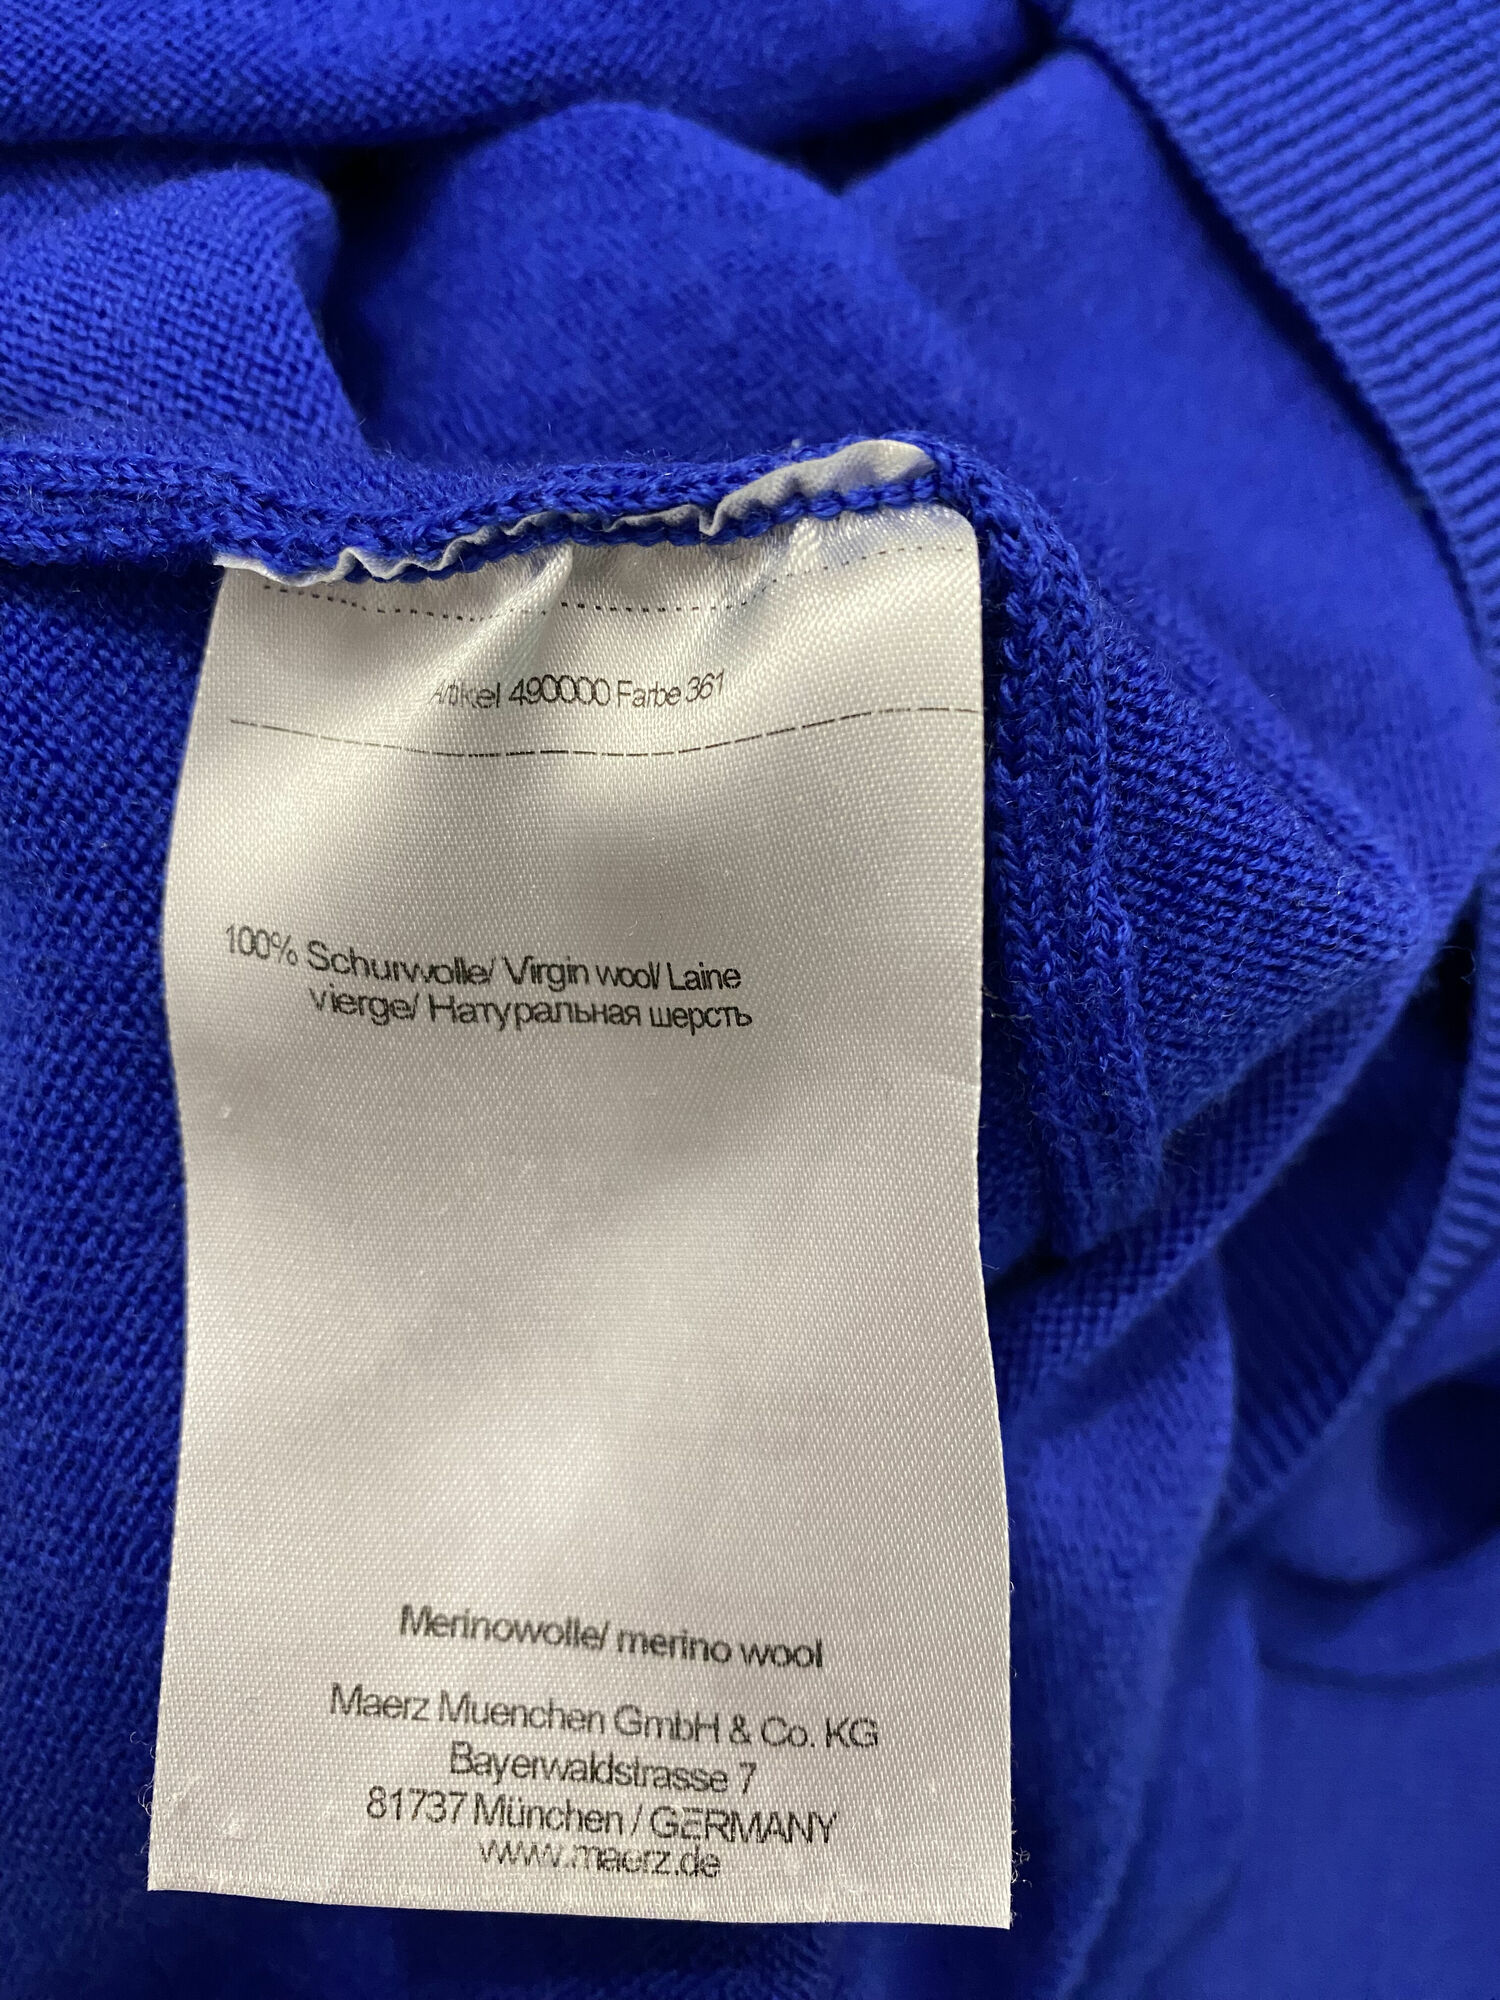 Artikel 490000 Farbe 361
100% Schurwolle/ Virgin wool/ Laine
vierge/ Натуральная шерсть
Merinowolle/ merino wool
Maerz Muenchen GmbH & Co. KG
Bayerwaldstrasse 7
81737 München / GERMANY
www.maerz.de